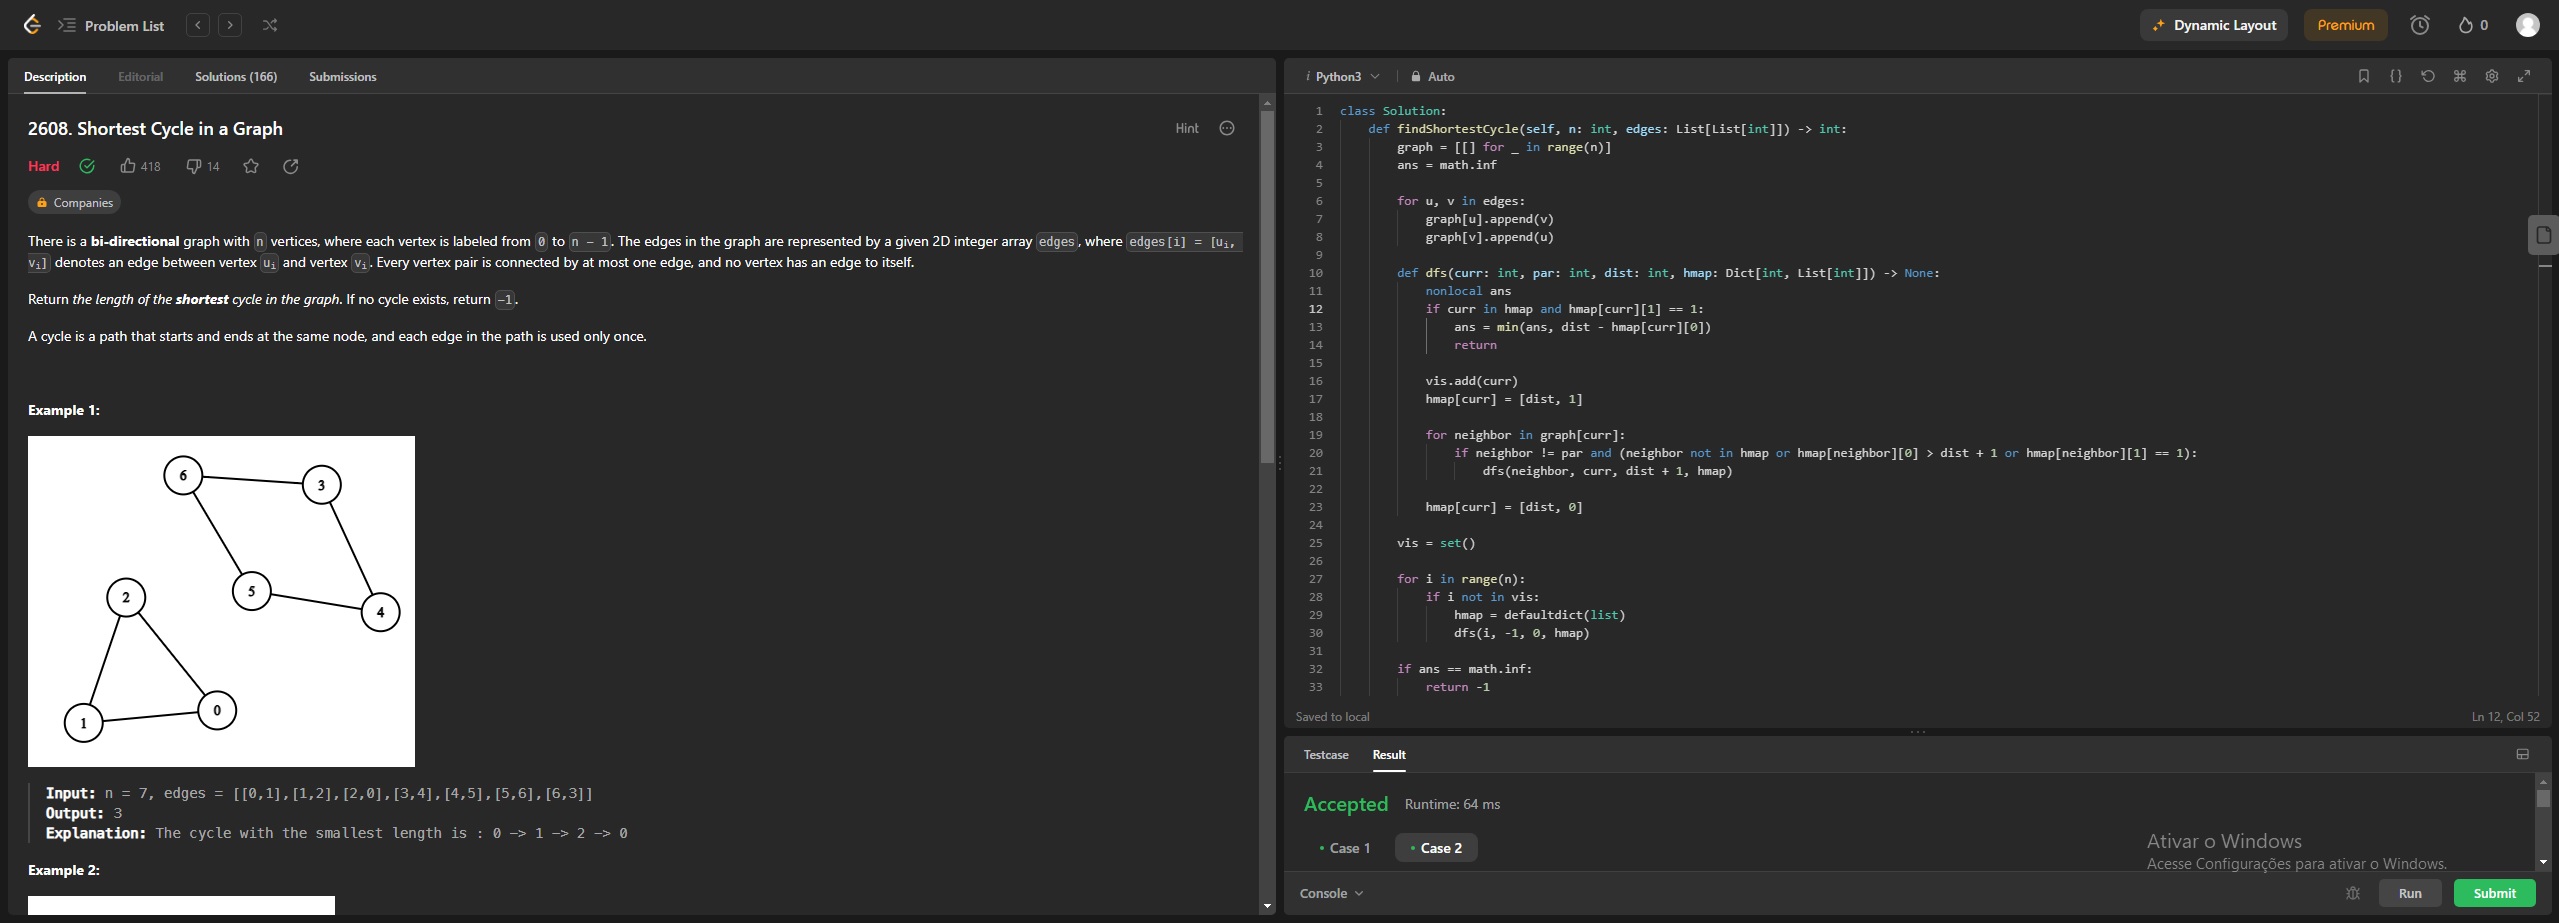 Problem List
Dynamic Layout
Premium
0
Description
Editorial
Solutions (166)
Submissions
2608. Shortest Cycle in a Graph
Hint
Hard
418
14
Companies
There is a bi-directional graph with n vertices, where each vertex is labeled from 0 to n - 1. The edges in the graph are represented by a given 2D integer array edges, where edges[i] = [ui,
vi] denotes an edge between vertex ui and vertex vi. Every vertex pair is connected by at most one edge, and no vertex has an edge to itself.
Return the length of the shortest cycle in the graph. If no cycle exists, return -1.
A cycle is a path that starts and ends at the same node, and each edge in the path is used only once.
Example 1:
6
3
2
5
4
1
0
Input: n = 7, edges = [[0,1],[1,2],[2,0],[3,4],[4,5],[5,6],[6,3]]
Output: 3
Explanation: The cycle with the smallest length is : 0 -> 1 -> 2 -> 0
Example 2:
i Python3
Auto
1 class Solution:
2 def findShortestCycle(self, n: int, edges: List[List[int]]) -> int:
3 graph = [[] for _ in range(n)]
4 ans = math.inf
5
6 for u, v in edges:
7 graph[u].append(v)
8 graph[v].append(u)
9
10 def dfs(curr: int, par: int, dist: int, hmap: Dict[int, List[int]]) -> None:
11 nonlocal ans
12 if curr in hmap and hmap[curr][1] == 1:
13 ans = min(ans, dist - hmap[curr][0])
14 return
15
16 vis.add(curr)
17 hmap[curr] = [dist, 1]
18
19 for neighbor in graph[curr]:
20 if neighbor != par and (neighbor not in hmap or hmap[neighbor][0] > dist + 1 or hmap[neighbor][1] == 1):
21 dfs(neighbor, curr, dist + 1, hmap)
22
23 hmap[curr] = [dist, 0]
24
25 vis = set()
26
27 for i in range(n):
28 if i not in vis:
29 hmap = defaultdict(list)
30 dfs(i, -1, 0, hmap)
31
32 if ans == math.inf:
33 return -1
Saved to local
Ln 12, Col 52
Testcase
Result
Accepted Runtime: 64 ms
Case 1
Case 2
Ativar o Windows
Acesse Configurações para ativar o Windows.
Console
Run
Submit